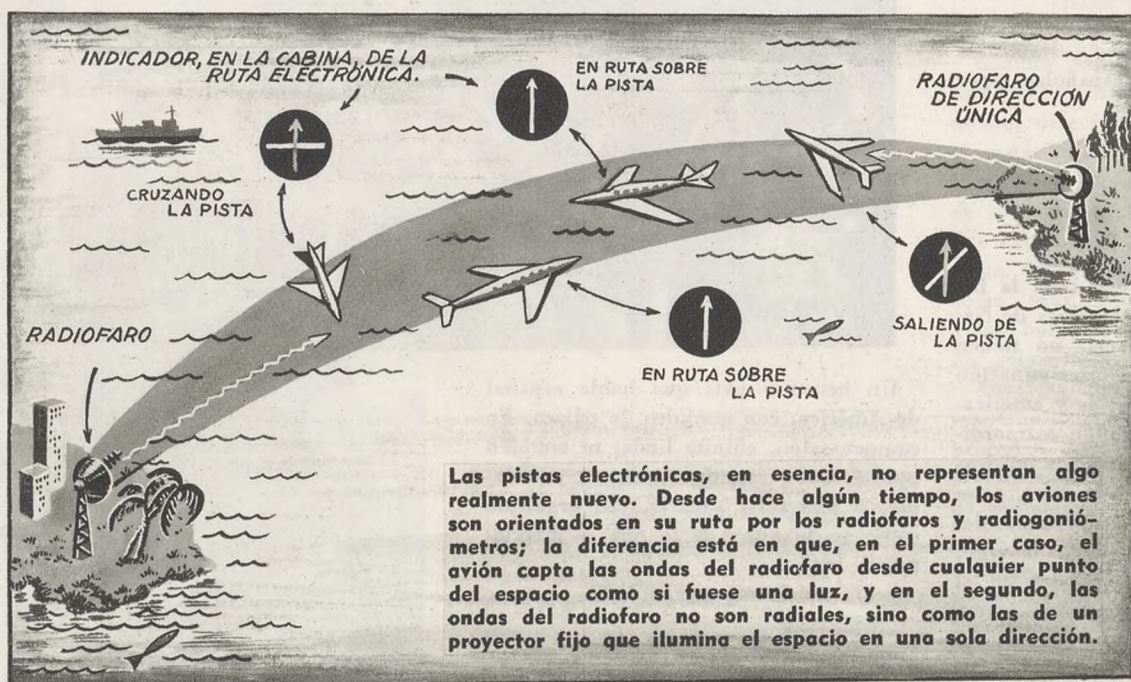 INDICADOR, EN LA CABINA, DE LA
RUTA ELECTRÓNICA.
EN RUTA SOBRE
LA PISTA
RADIOFARO
DE DIRECCIÓN
ÚNICA
CRUZANDO
LA PISTA
RADIOFARO
SALIENDO DE
LA PISTA
EN RUTA SOBRE
LA PISTA
Las pistas electrónicas, en esencia, no representan algo
realmente nuevo. Desde hace algún tiempo, los aviones
son orientados en su ruta por los radiofaros y radiogonió-
metros; la diferencia está en que, en el primer caso, el
avión capta las ondas del radiofaro desde cualquier punto
del espacio como si fuese una luz, y en el segundo, las
ondas del radiofaro no son radiales, sino como las de un
proyector fijo que ilumina el espacio en una sola dirección.